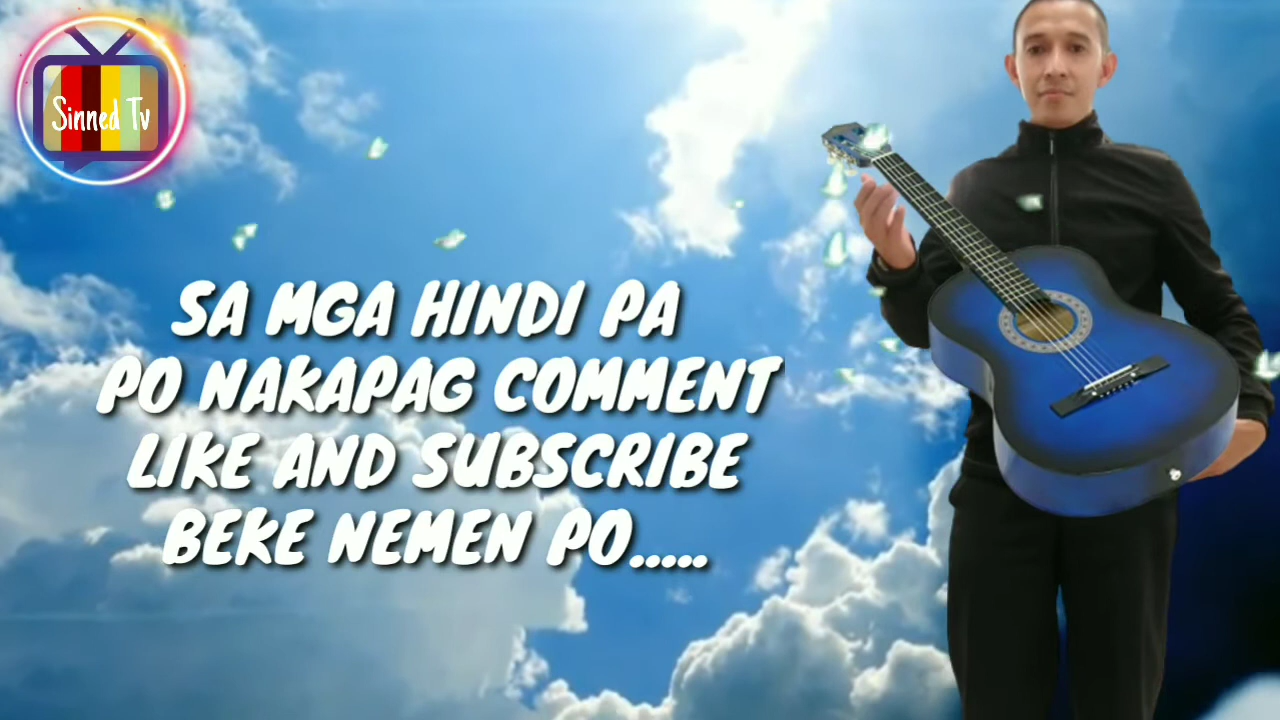 Sinned Tv
SA MGA HINDI PA
PO NAKAPAG COMMENT
LIKE AND SUBSCRIBE
BEKE NEMEN PO.....